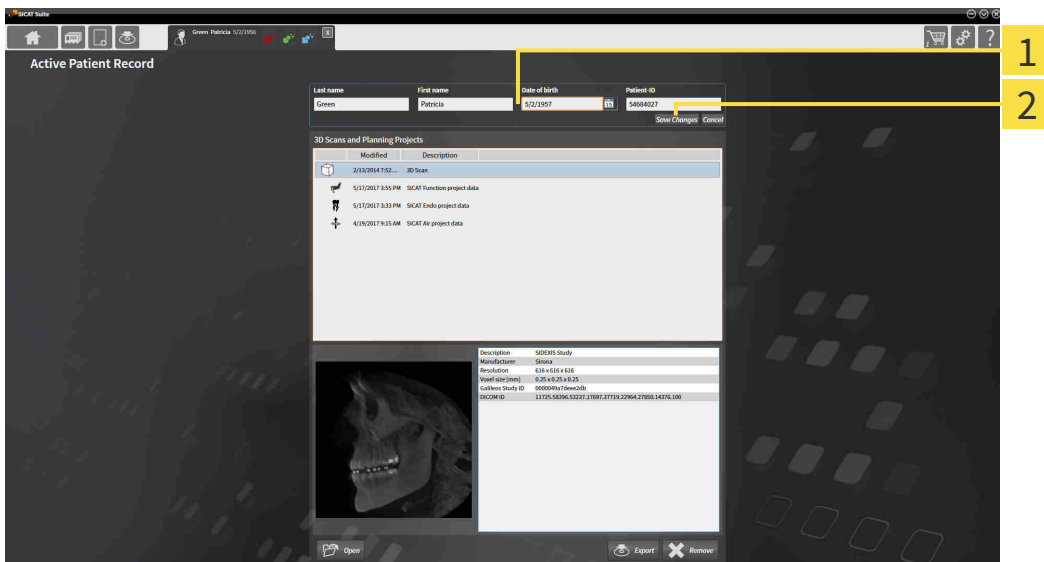 SICAT Suite
Green Patricia 5/2/1956
X
?
1
Active Patient Record
Last name First name Date of birth Patient-ID
Green Patricia 5/2/1957 15 54684027
2
Save Changes Cancel
3D Scans and Planning Projects
Modified Description
2/13/2014 7:52... 3D Scan
5/17/2017 3:55 PM SICAT Function project data
5/17/2017 3:33 PM SICAT Endo project data
4/19/2017 9:15 AM SICAT Air project data
Description SIDEXIS Study
Manufacturer Sirona
Resolution 616 x 616 x 616
Voxel size [mm] 0.25 x 0.25 x 0.25
Galileos Study ID 0000049a7deee2db
DICOM ID 11725.58396.53237.17697.27719.22964.27850.14376.100
Open Export Remove